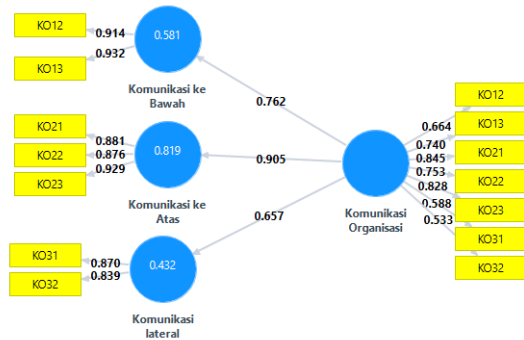 KO12
0.914
0.932
KO13
0.581
Komunikasi ke
Bawah
0.762
KO21
0.881
KO22
0.876
0.929
KO23
0.819
Komunikasi ke
Atas
0.905
KO31
0.870
0.839
KO32
0.432
Komunikasi
lateral
0.657
Komunikasi
Organisasi
0.664
0.740
0.845
0.753
0.828
0.588
0.533
KO12
KO13
KO21
KO22
KO23
KO31
KO32